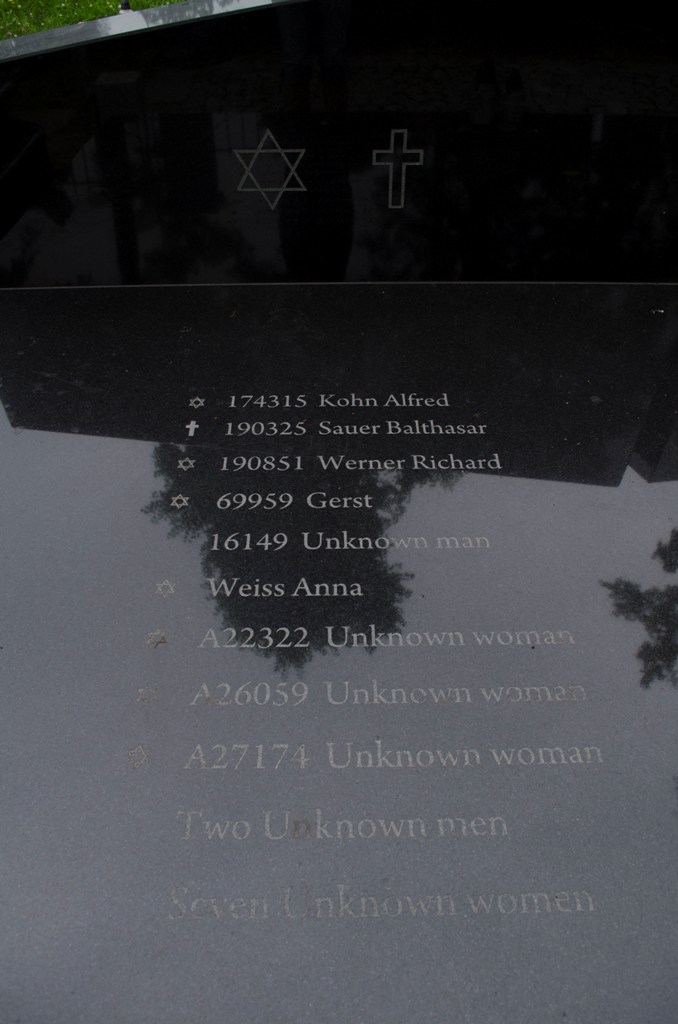 174315 Kohn Alfred
190325 Sauer Balthasar
190851 Werner Richard
69959 Gerst
16149 Unknown man
Weiss Anna
A22322 Unknown woman
A26059 Unknown woman
A27174 Unknown woman
Two Unknown men
Seven Unknown women